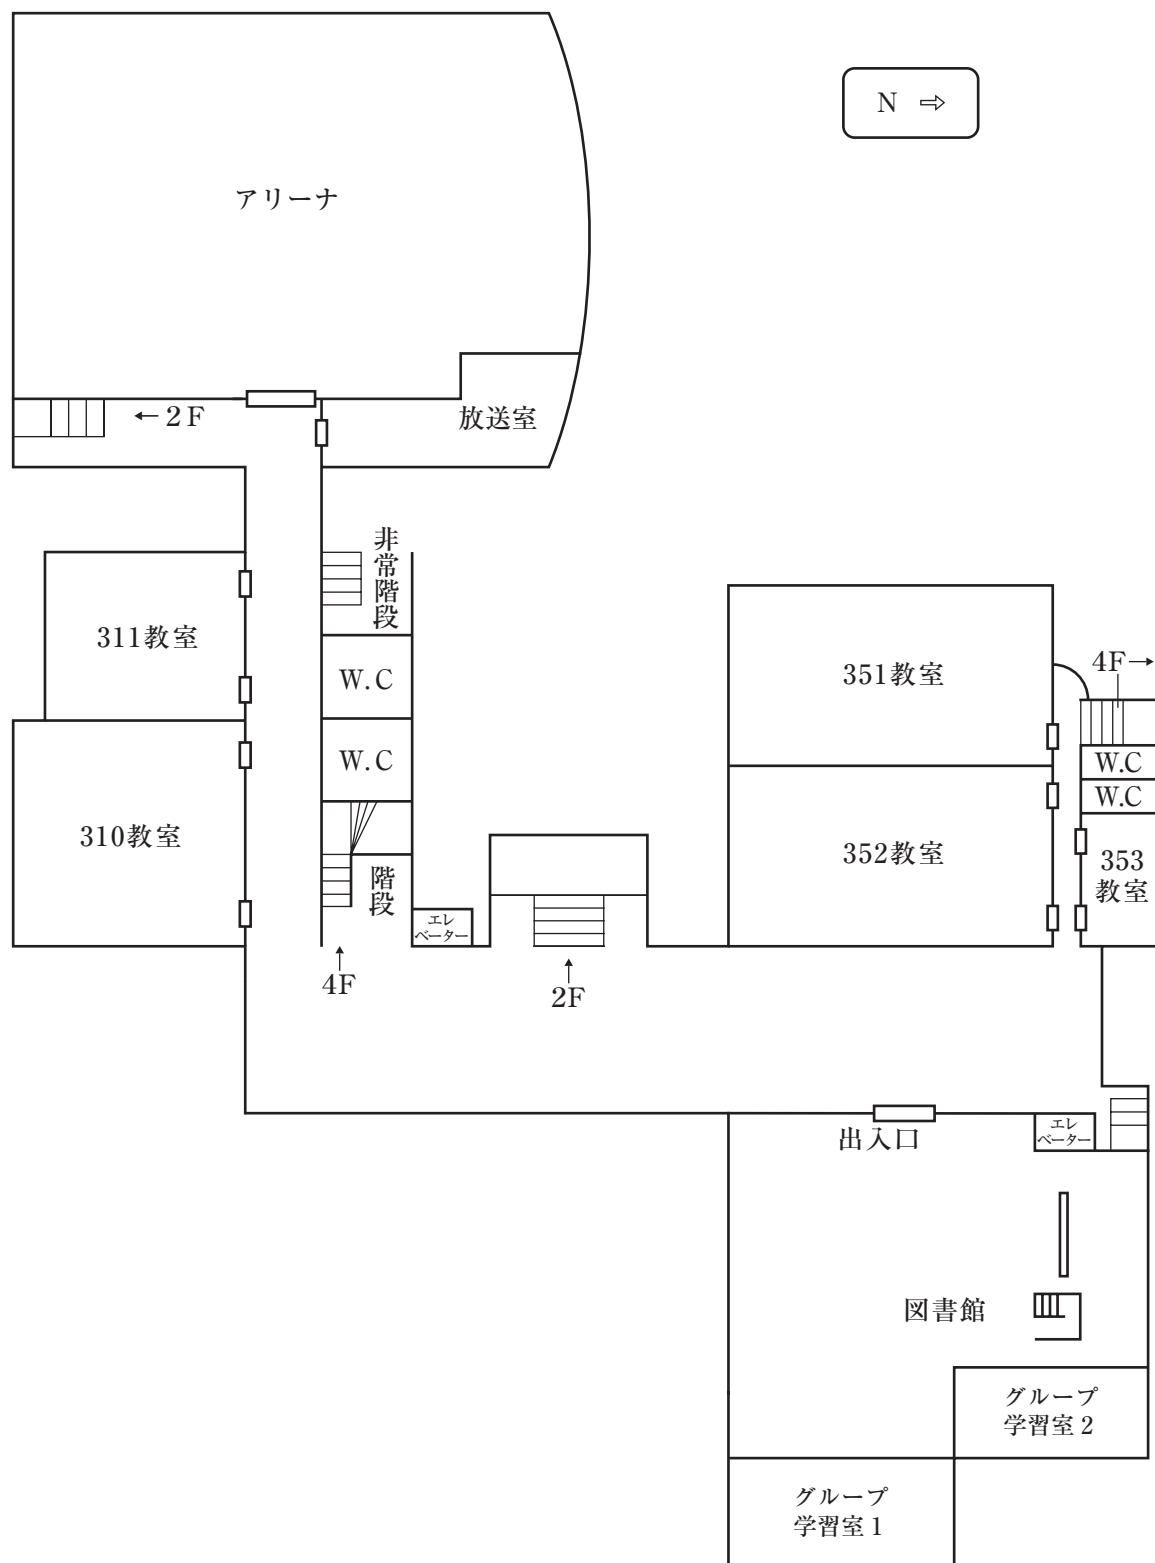 N ⇨
アリーナ
←２Ｆ
放送室
非常階段
311教室
W.C
351教室
4F→
W.C
W.C
W.C
310教室
352教室
353
教室
階段
エレ
ベーター
4F
2F
出入口
エレ
ベーター
図書館
グループ
学習室２
グループ
学習室１